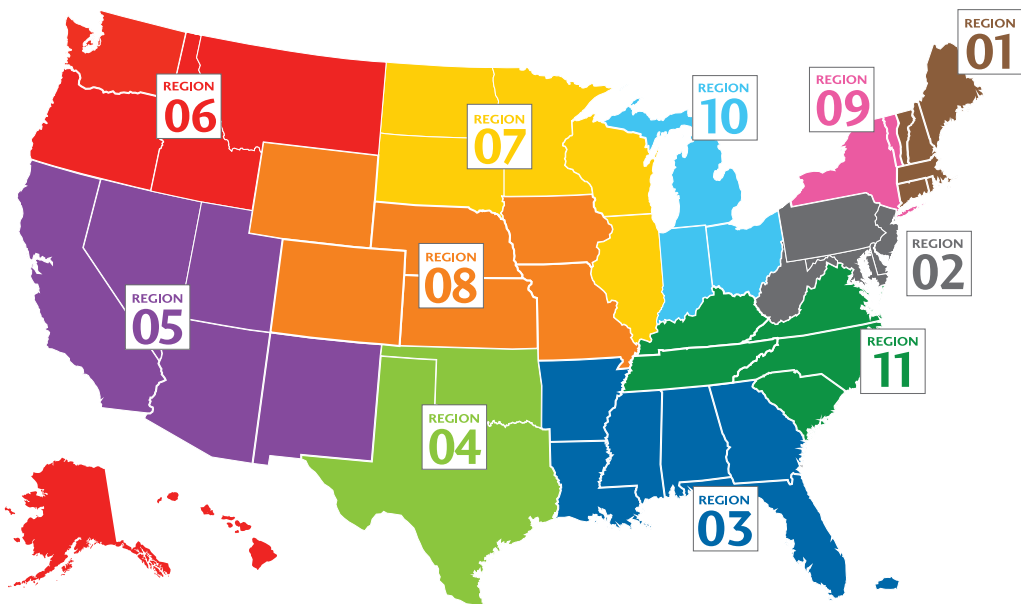 REGION
01
REGION
06
REGION
09
REGION
10
REGION
07
REGION
02
REGION
08
REGION
05
REGION
11
REGION
04
REGION
03